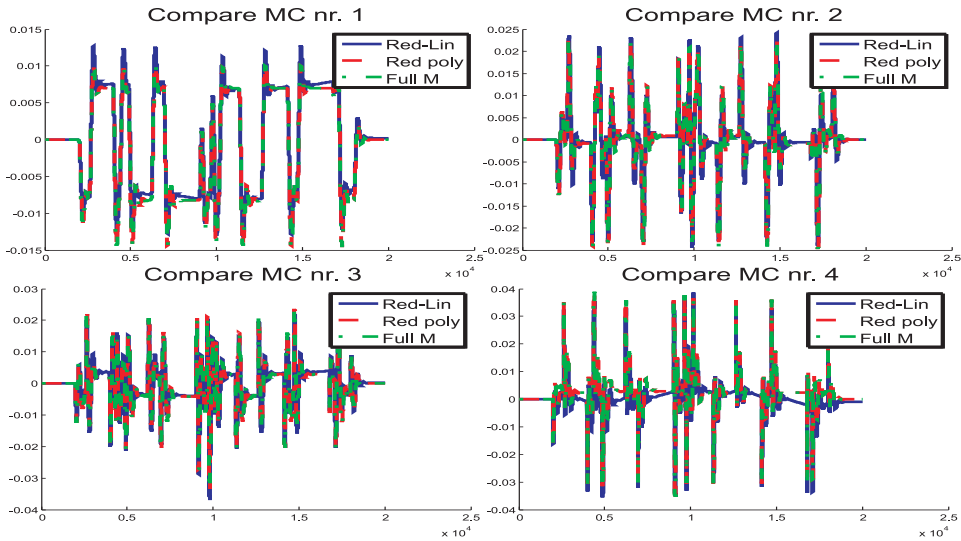 Compare MC nr. 1
0.015
0.01
0.005
0
-0.005
-0.01
-0.015
0
0.5
1
1.5
2
2.5
x 10^4
Red-Lin
Red poly
Full M
Compare MC nr. 2
0.025
0.02
0.015
0.01
0.005
0
-0.005
-0.01
-0.015
-0.02
-0.025
0
0.5
1
1.5
2
2.5
x 10^4
Red-Lin
Red poly
Full M
Compare MC nr. 3
0.03
0.02
0.01
0
-0.01
-0.02
-0.03
-0.04
0
0.5
1
1.5
2
2.5
x 10^4
Red-Lin
Red poly
Full M
Compare MC nr. 4
0.04
0.03
0.02
0.01
0
-0.01
-0.02
-0.03
-0.04
0
0.5
1
1.5
2
2.5
x 10^4
Red-Lin
Red poly
Full M